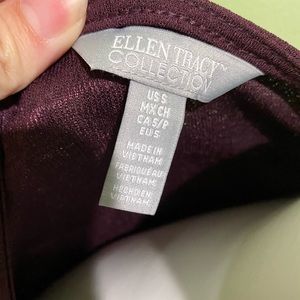 ELLEN TRACY
COLLECTION
US S
MX CH
CA S/P
EU S
MADE IN
VIETNAM
FABRIQUÉ AU
VIETNAM
HECHO EN
VIETNAM